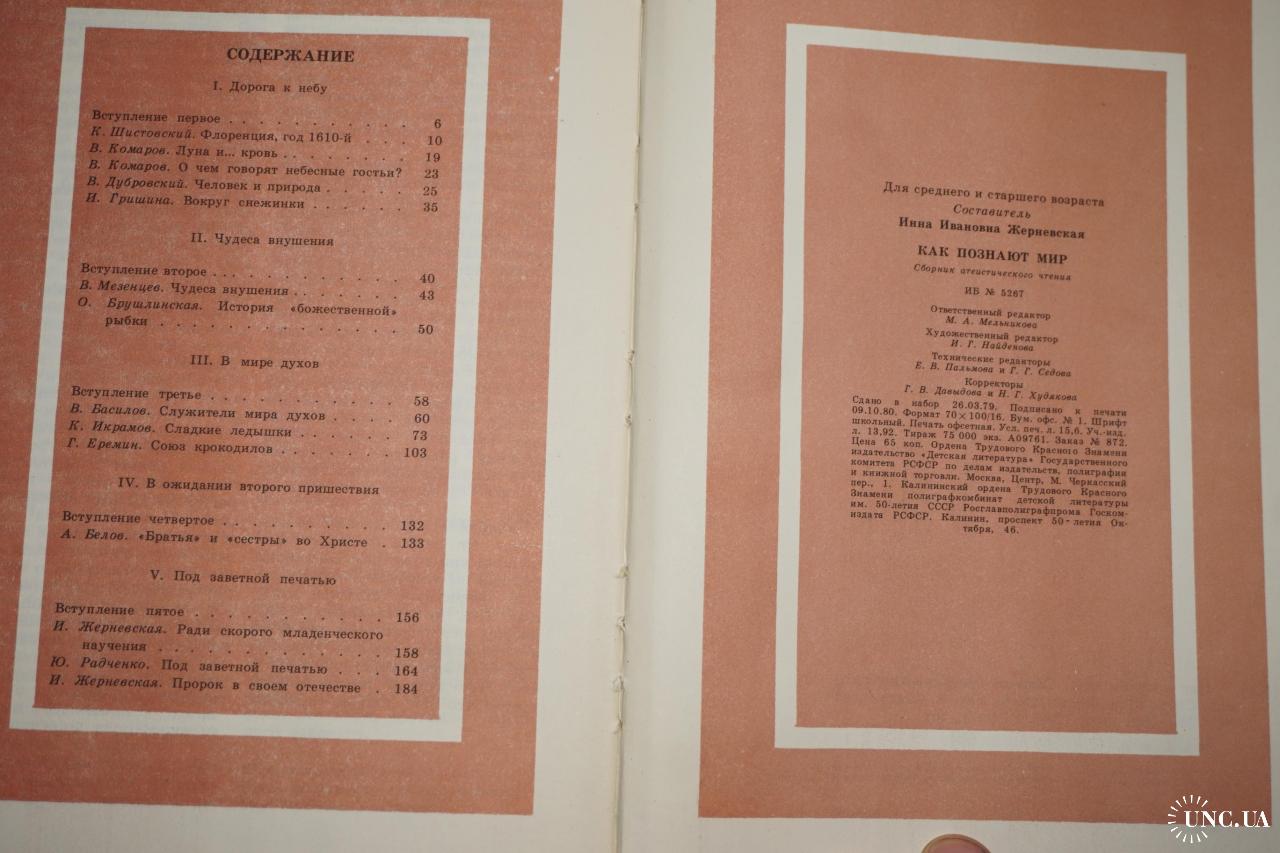 СОДЕРЖАНИЕ
I. Дорога к небу
Вступление первое . . . . . . . . . . . 6
К. Шистовский. Флоренция, год 1610-й . . . 10
В. Комаров. Луна и... кровь . . . . . . . . 19
В. Комаров. О чем говорят небесные гостьи? 23
В. Дубровский. Человек и природа . . . . . 25
И. Гришина. Вокруг снежинки . . . . . . 35
II. Чудеса внушения
Вступление второе . . . . . . . . . . . 40
В. Мезенцев. Чудеса внушения . . . . . . . 43
О. Брушлинская. История «божественной»
рыбки . . . . . . . . . . . . . . 50
III. В мире духов
Вступление третье . . . . . . . . . . . 58
В. Басилов. Служители мира духов . . . . . 60
К. Икрамов. Сладкие ледышки . . . . . . 73
Г. Еремин. Союз крокодилов . . . . . . . 103
IV. В ожидании второго пришествия
Вступление четвертое . . . . . . . . . . 132
А. Белов. «Братья» и «сестры» во Христе . 133
V. Под заветной печатью
Вступление пятое . . . . . . . . . . . 156
И. Жерневская. Ради скорого младенческого
научения . . . . . . . . . . . . . 158
Ю. Радченко. Под заветной печатью . . . 164
И. Жерневская. Пророк в своем отечестве . 184
Для среднего и старшего возраста
Составитель
Инна Ивановна Жерневская
КАК ПОЗНАЮТ МИР
Сборник атеистического чтения
ИБ № 5267
Ответственный редактор
М. А. Мельникова
Художественный редактор
И. Г. Найденова
Технические редакторы
Е. В. Пальмова и Г. Г. Седова
Корректоры
Г. В. Давыдова и Н. Г. Худякова
Сдано в набор 26.03.79. Подписано к печати
09.10.80. Формат 70×100/16. Бум. офс. № 1. Шрифт
школьный. Печать офсетная. Усл. печ. л. 15,6. Уч.-изд.
л. 13,92. Тираж 75 000 экз. А09761. Заказ № 872.
Цена 65 коп. Ордена Трудового Красного Знамени
издательство «Детская литература» Государственного
комитета РСФСР по делам издательств, полиграфии
и книжной торговли. Москва, Центр, М. Черкасский
пер., 1. Калининский ордена Трудового Красного
Знамени полиграфкомбинат детской литературы
им. 50-летия СССР Росглавполиграфпрома Госком-
издата РСФСР. Калинин, проспект 50-летия Ок-
тября, 46.
UNC.UA